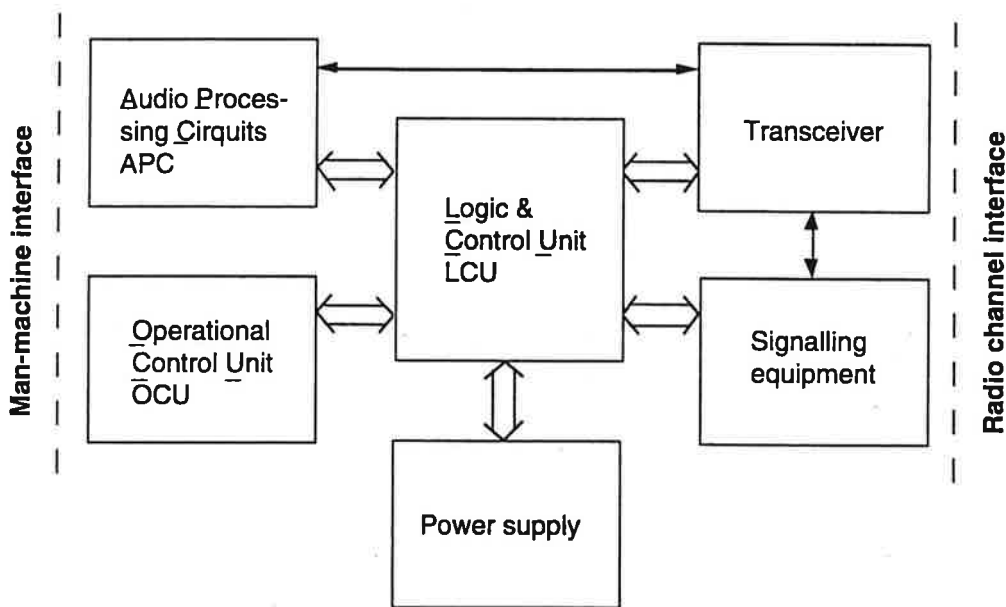 Man-machine interface
Audio Proces-
sing Cirquits
APC
Operational
Control Unit
OCU
Logic &
Control Unit
LCU
Power supply
Transceiver
Signalling
equipment
Radio channel interface